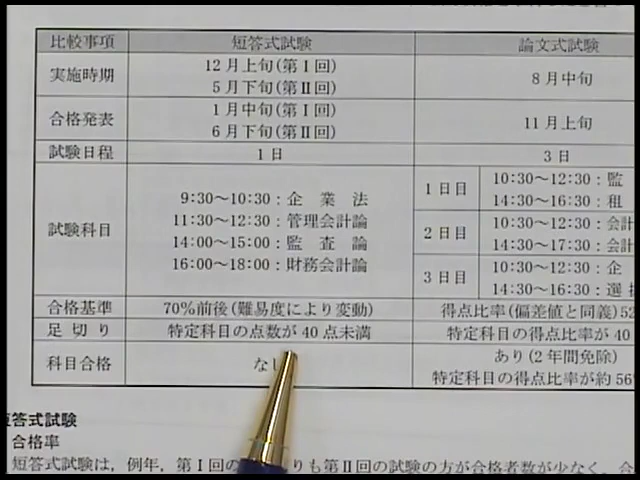 比較事項 短答式試験 論文式試験
実施時期 12月上旬(第Ⅰ回) 8月中旬
5月下旬(第Ⅱ回)
合格発表 1月中旬(第Ⅰ回) 11月上旬
6月下旬(第Ⅱ回)
試験日程 1日 3日
試験科目 9:30〜10:30:企業法 1日目 10:30〜12:30:監
11:30〜12:30:管理会計論 14:30〜16:30:租
14:00〜15:00:監査論 2日目 10:30〜12:30:会計
16:00〜18:00:財務会計論 14:30〜17:30:会計
3日目 10:30〜12:30:企
14:30〜16:30:選
合格基準 70%前後(難易度により変動) 得点比率(偏差値と同義)52
足切り 特定科目の点数が40点未満 特定科目の得点比率が40
科目合格 な あり(2年間免除)
特定科目の得点比率が約56
短答式試験
合格率
短答式試験は,例年,第Ⅰ回の りも第Ⅱ回の試験の方が合格者数が少なく,合